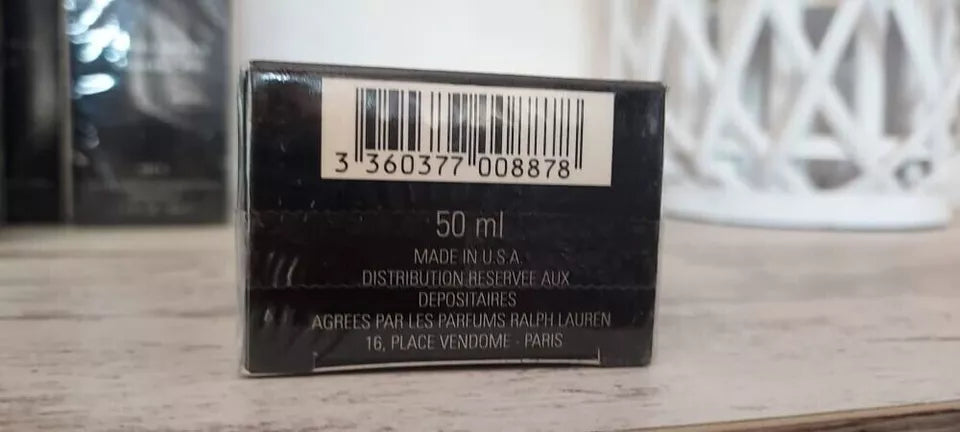 3 360377 008878
50 ml
MADE IN U.S.A.
DISTRIBUTION RESERVEE AUX
DEPOSITAIRES
AGREES PAR LES PARFUMS RALPH LAUREN
16, PLACE VENDOME - PARIS